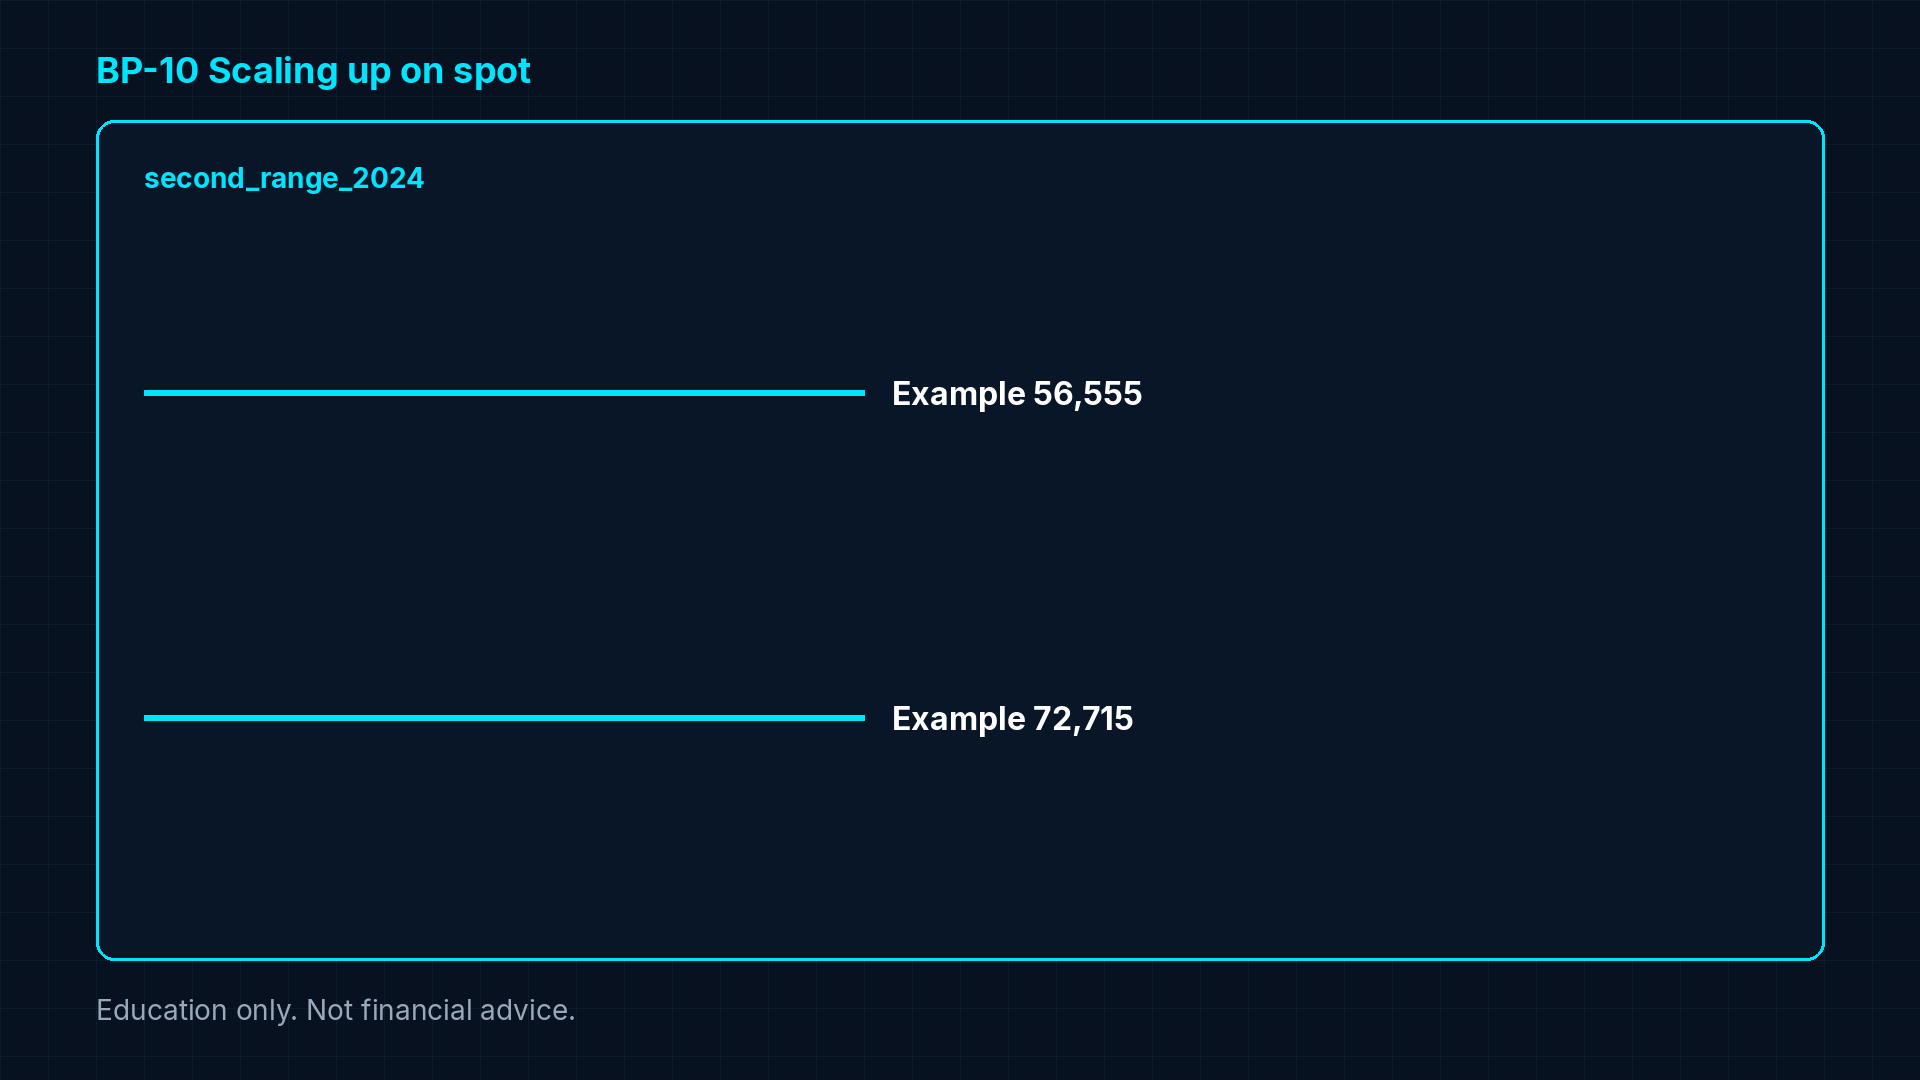 BP-10 Scaling up on spot
second_range_2024
Example 56,555
Example 72,715
Education only. Not financial advice.